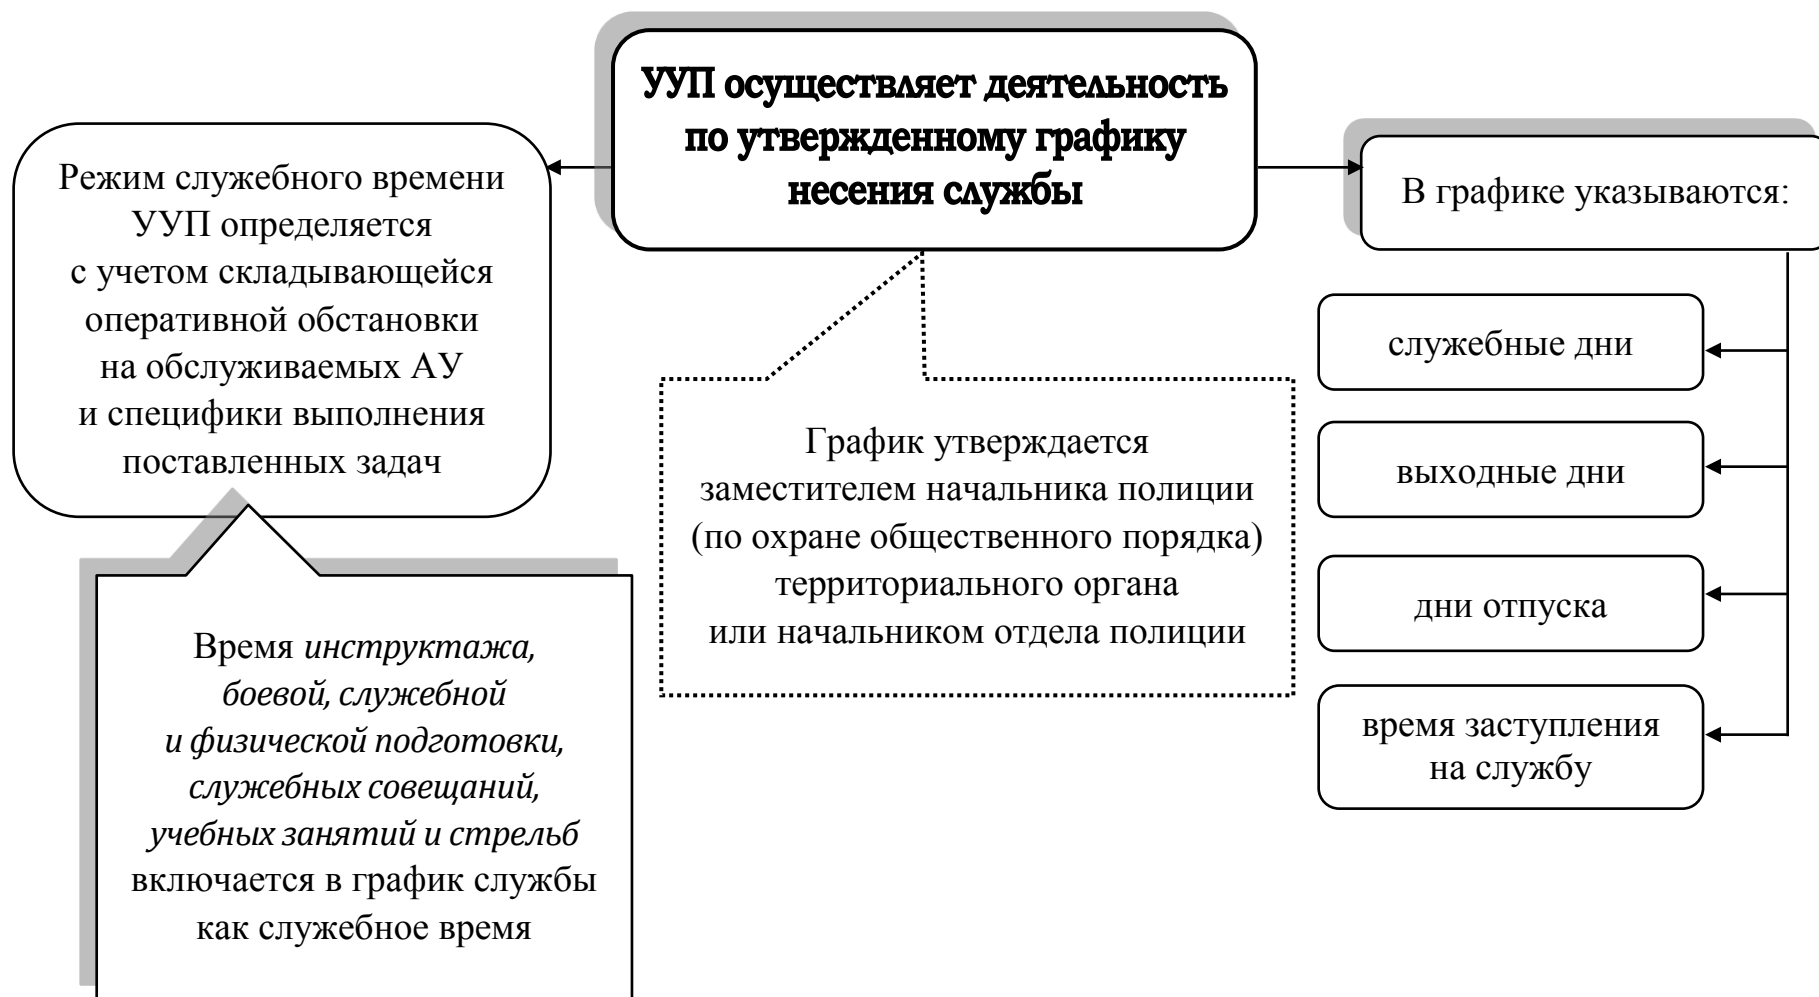 УУП осуществляет деятельность
по утвержденному графику
несения службы
Режим служебного времени
УУП определяется
с учетом складывающейся
оперативной обстановки
на обслуживаемых АУ
и специфики выполнения
поставленных задач
Время инструктажа,
боевой, служебной
и физической подготовки,
служебных совещаний,
учебных занятий и стрельб
включается в график службы
как служебное время
График утверждается
заместителем начальника полиции
(по охране общественного порядка)
территориального органа
или начальником отдела полиции
В графике указываются:
служебные дни
выходные дни
дни отпуска
время заступления
на службу